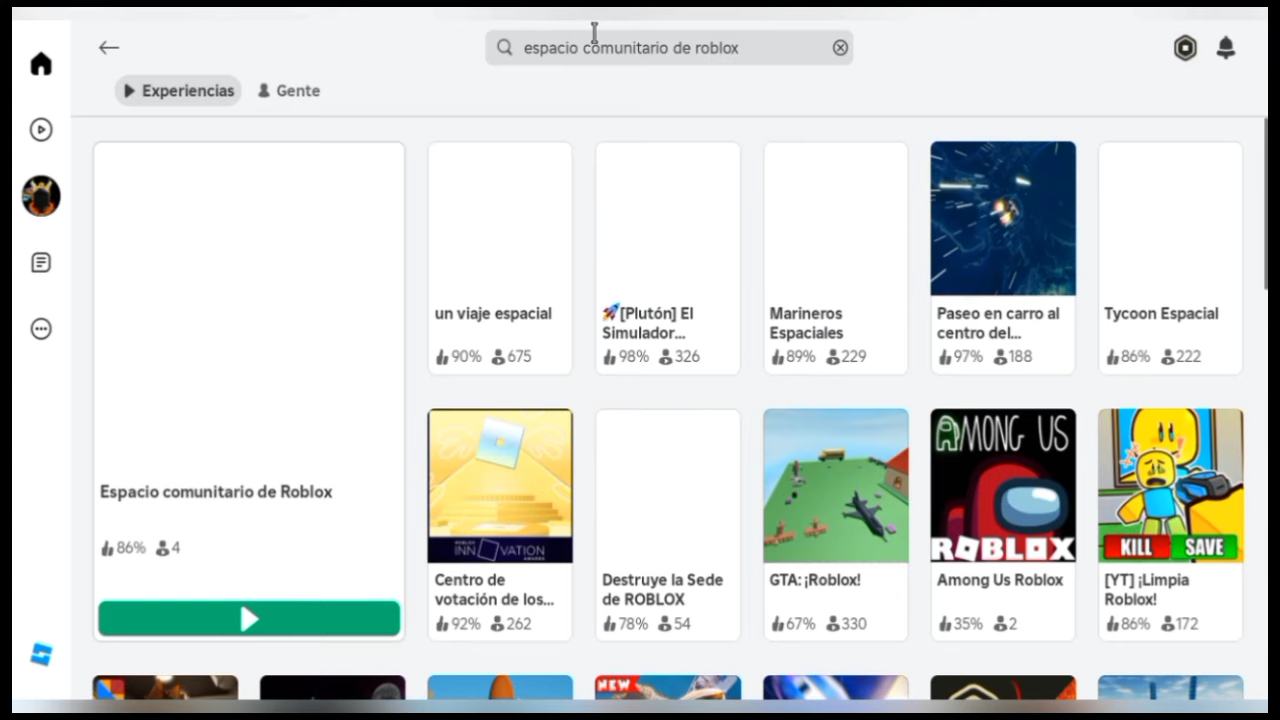 espacio comunitario de roblox
Experiencias
Gente
Espacio comunitario de Roblox
86% 4
un viaje espacial
90% 675
🚀[Plutón] El
Simulador...
98% 326
Marineros
Espaciales
89% 229
Paseo en carro al
centro del...
97% 188
Tycoon Espacial
86% 222
ROBLOX
INNOVATION
AWARDS
Centro de
votación de los...
92% 262
Destruye la Sede
de ROBLOX
78% 54
GTA: ¡Roblox!
67% 330
AMONG US
ROBLOX
Among Us Roblox
35% 2
KILL SAVE
[YT] ¡Limpia
Roblox!
86% 172
NEW